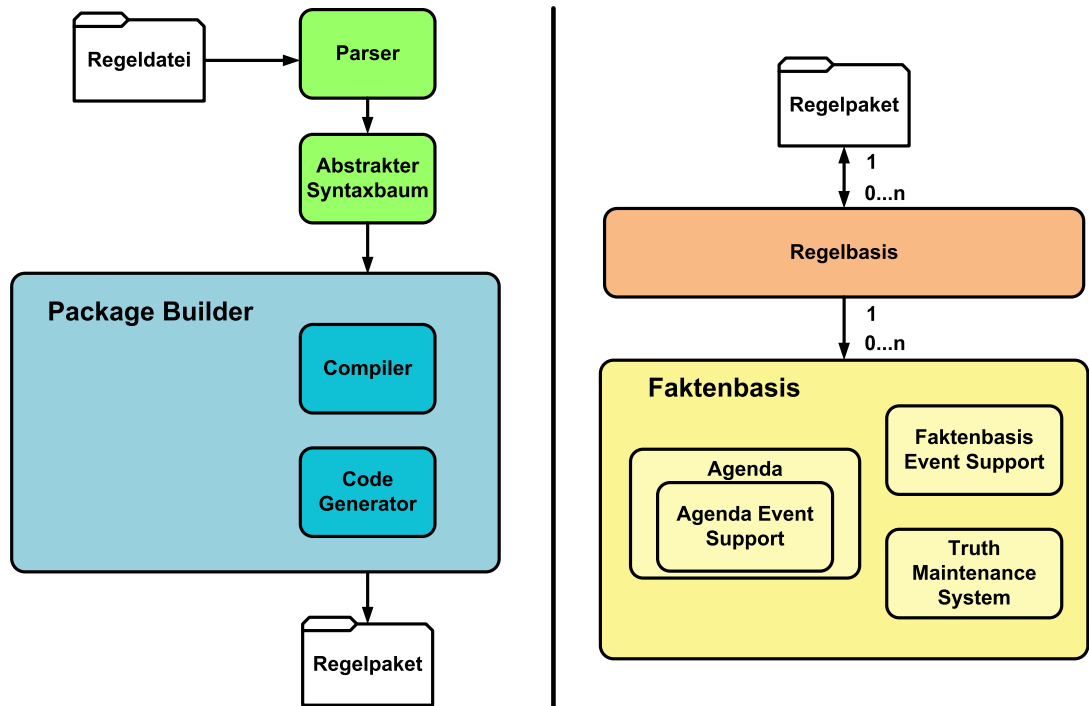 Regeldatei
Parser
Abstrakter
Syntaxbaum
Package Builder
Compiler
Code
Generator
Regelpaket
Regelpaket
1
0...n
Regelbasis
1
0...n
Faktenbasis
Agenda
Agenda Event
Support
Faktenbasis
Event Support
Truth
Maintenance
System